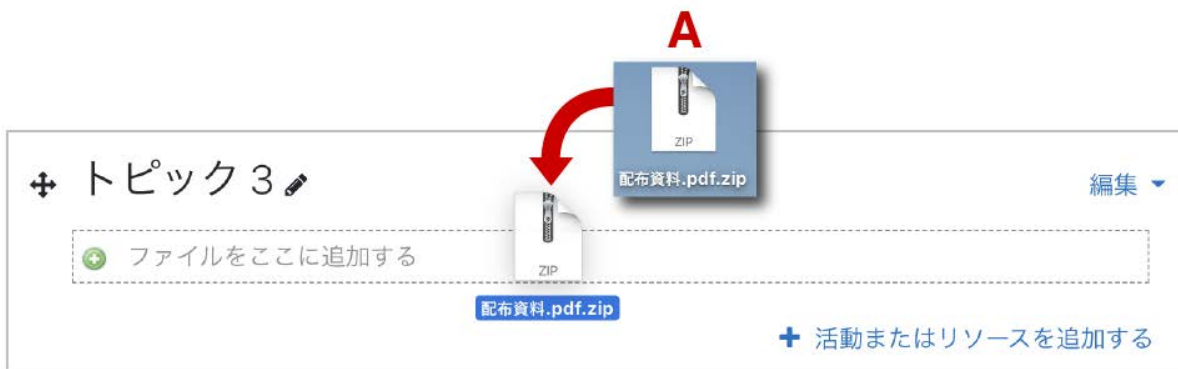 A
ZIP
配布資料.pdf.zip
トピック 3
編集
ファイルをここに追加する
ZIP
配布資料.pdf.zip
活動またはリソースを追加する